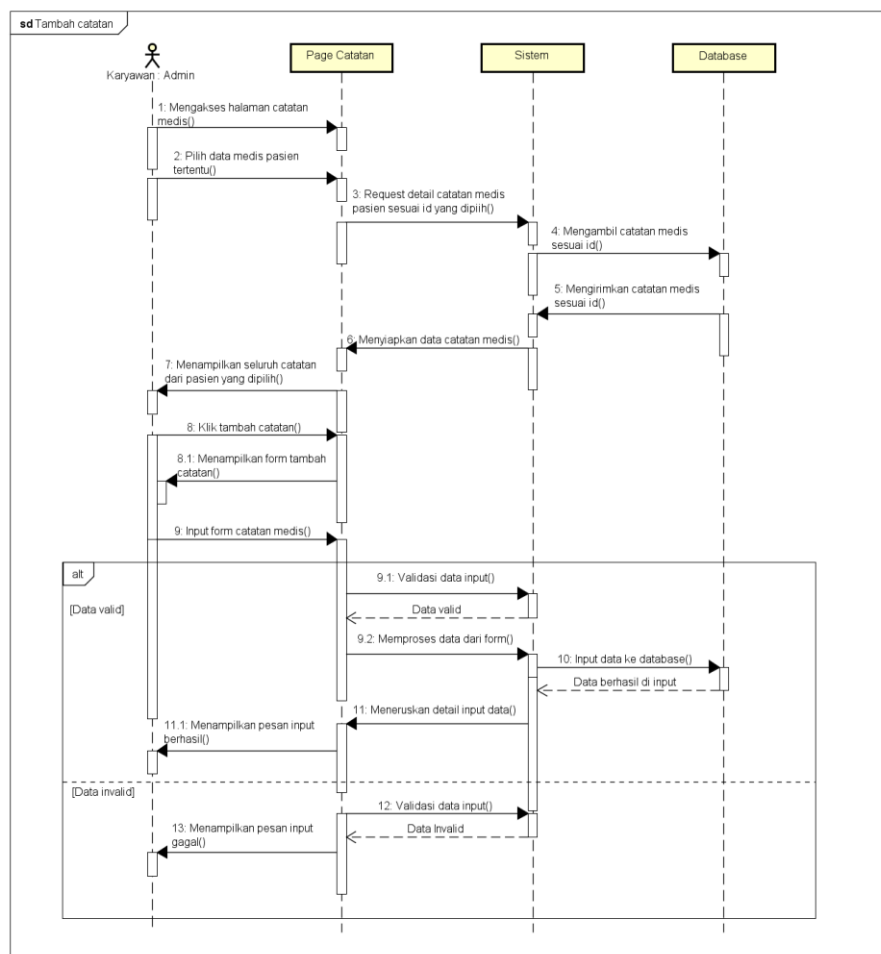 sd Tambah catatan
Karyawan : Admin
Page Catatan
Sistem
Database
1: Mengakses halaman catatan
medis()
2: Pilih data medis pasien
tertentu()
3: Request detail catatan medis
pasien sesuai id yang dipiih()
4: Mengambil catatan medis
sesuai id()
5: Mengirimkan catatan medis
sesuai id()
6: Menyiapkan data catatan medis()
7: Menampilkan seluruh catatan
dari pasien yang dipilih()
8: Klik tambah catatan()
8.1: Menampilkan form tambah
catatan()
9: Input form catatan medis()
alt
[Data valid]
9.1: Validasi data input()
Data valid
9.2: Memproses data dari form()
10: Input data ke database()
Data berhasil di input
11: Meneruskan detail input data()
11.1: Menampilkan pesan input
berhasil()
[Data invalid]
12: Validasi data input()
Data Invalid
13: Menampilkan pesan input
gagal()